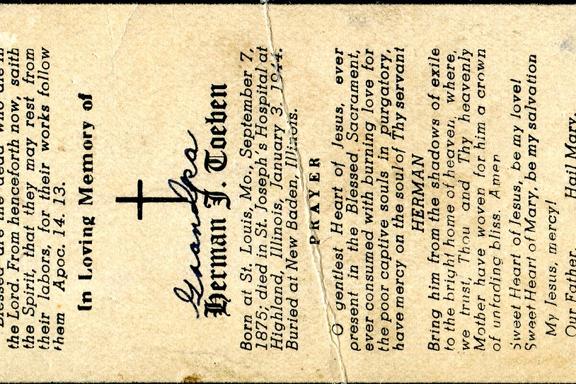 Blessed are the dead who die in
the Lord. From henceforth now, saith
the Spirit, that they may rest from
their labors, for their works follow
them Apoc. 14. 13.
In Loving Memory of
Grandpa
Herman J. Toeben
Born at St. Louis, Mo., September 7,
1875; died in St. Joseph's Hospital at
Highland, Illinois, January 3, 1944.
Buried at New Baden, Illinois.
PRAYER
O gentlest Heart of Jesus, ever
present in the Blessed Sacrament,
ever consumed with burning love for
the poor captive souls in purgatory,
have mercy on the soul of Thy servant
HERMAN
Bring him from the shadows of exile
to the bright home of heaven, where,
we trust, Thou and Thy heavenly
Mother have woven for him a crown
of unfading bliss. Amen
Sweet Heart of Jesus, be my love!
Sweet Heart of Mary, be my salvation
My Jesus, mercy!
Our Father. Hail Mary.